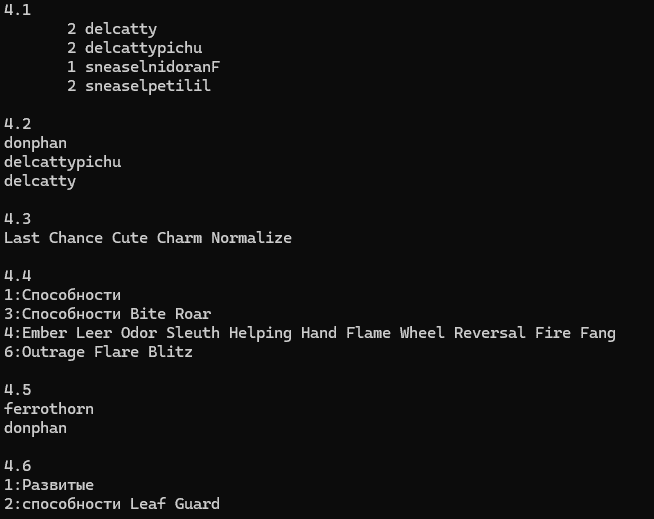 4.1
2 delcatty
2 delcattypichu
1 sneaselnidoranF
2 sneaselpetilil
4.2
donphan
delcattypichu
delcatty
4.3
Last Chance Cute Charm Normalize
4.4
1:Способности
3:Способности Bite Roar
4:Ember Leer Odor Sleuth Helping Hand Flame Wheel Reversal Fire Fang
6:Outrage Flare Blitz
4.5
ferrothorn
donphan
4.6
1:Развитые
2:способности Leaf Guard